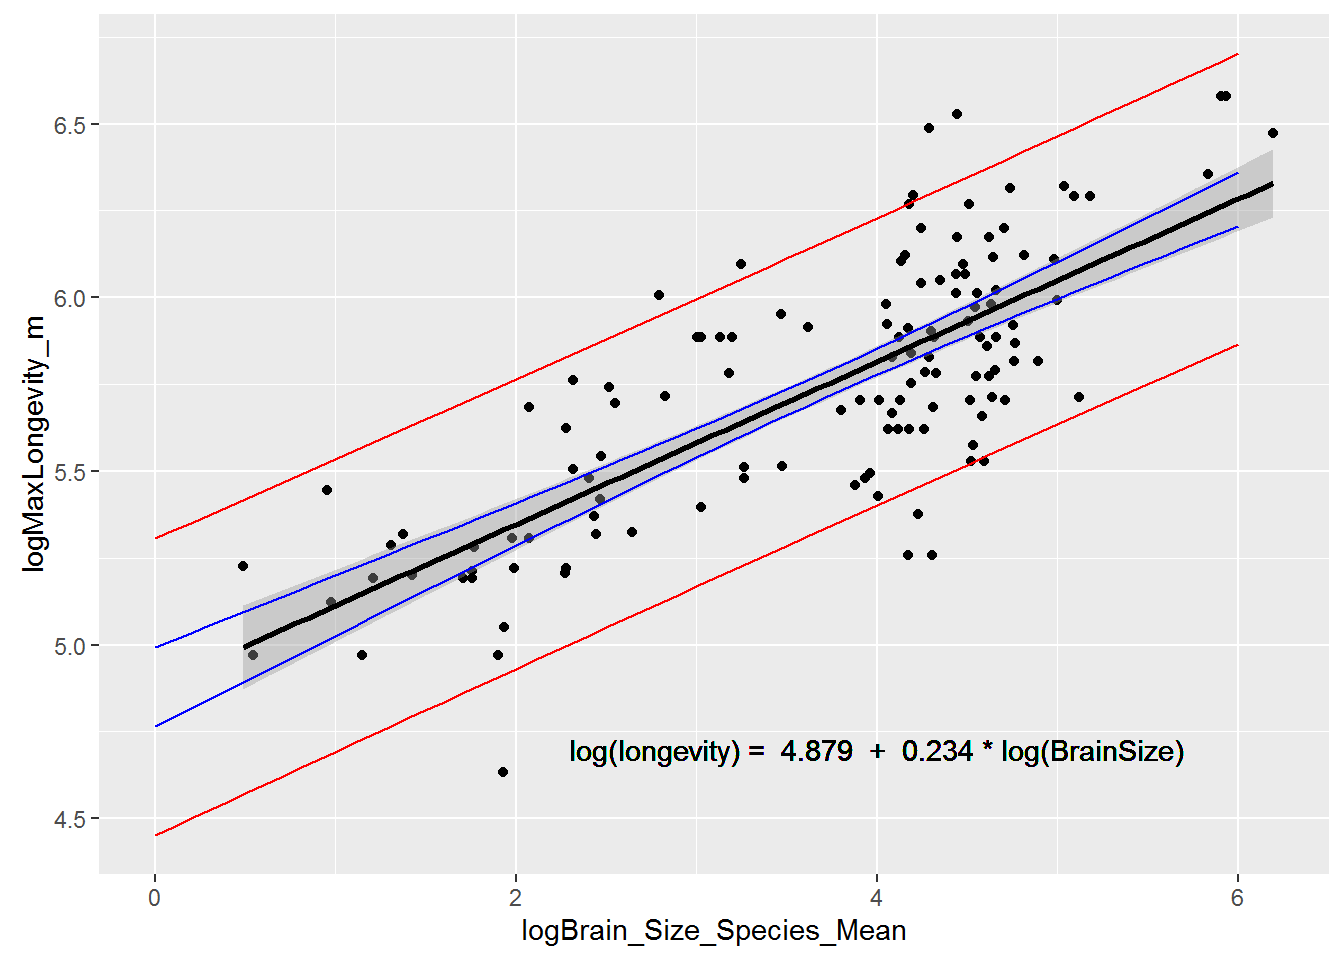 logMaxLongevity_m
6.5
6.0
5.5
5.0
4.5
log(longevity) = 4.879 + 0.234 * log(BrainSize)
0 2 4 6
logBrain_Size_Species_Mean